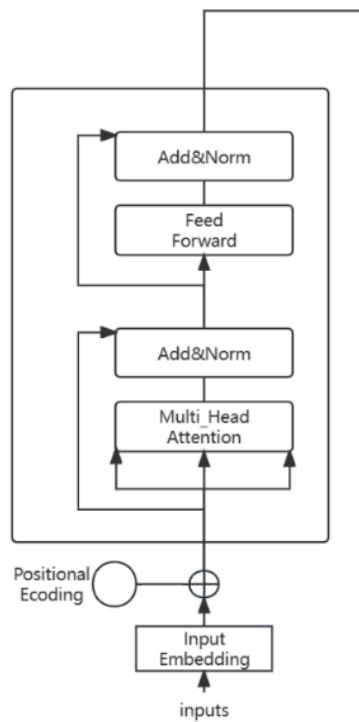 Add&Norm
Feed
Forward
Add&Norm
Multi_Head
Attention
Positional
Ecoding
Input
Embedding
inputs